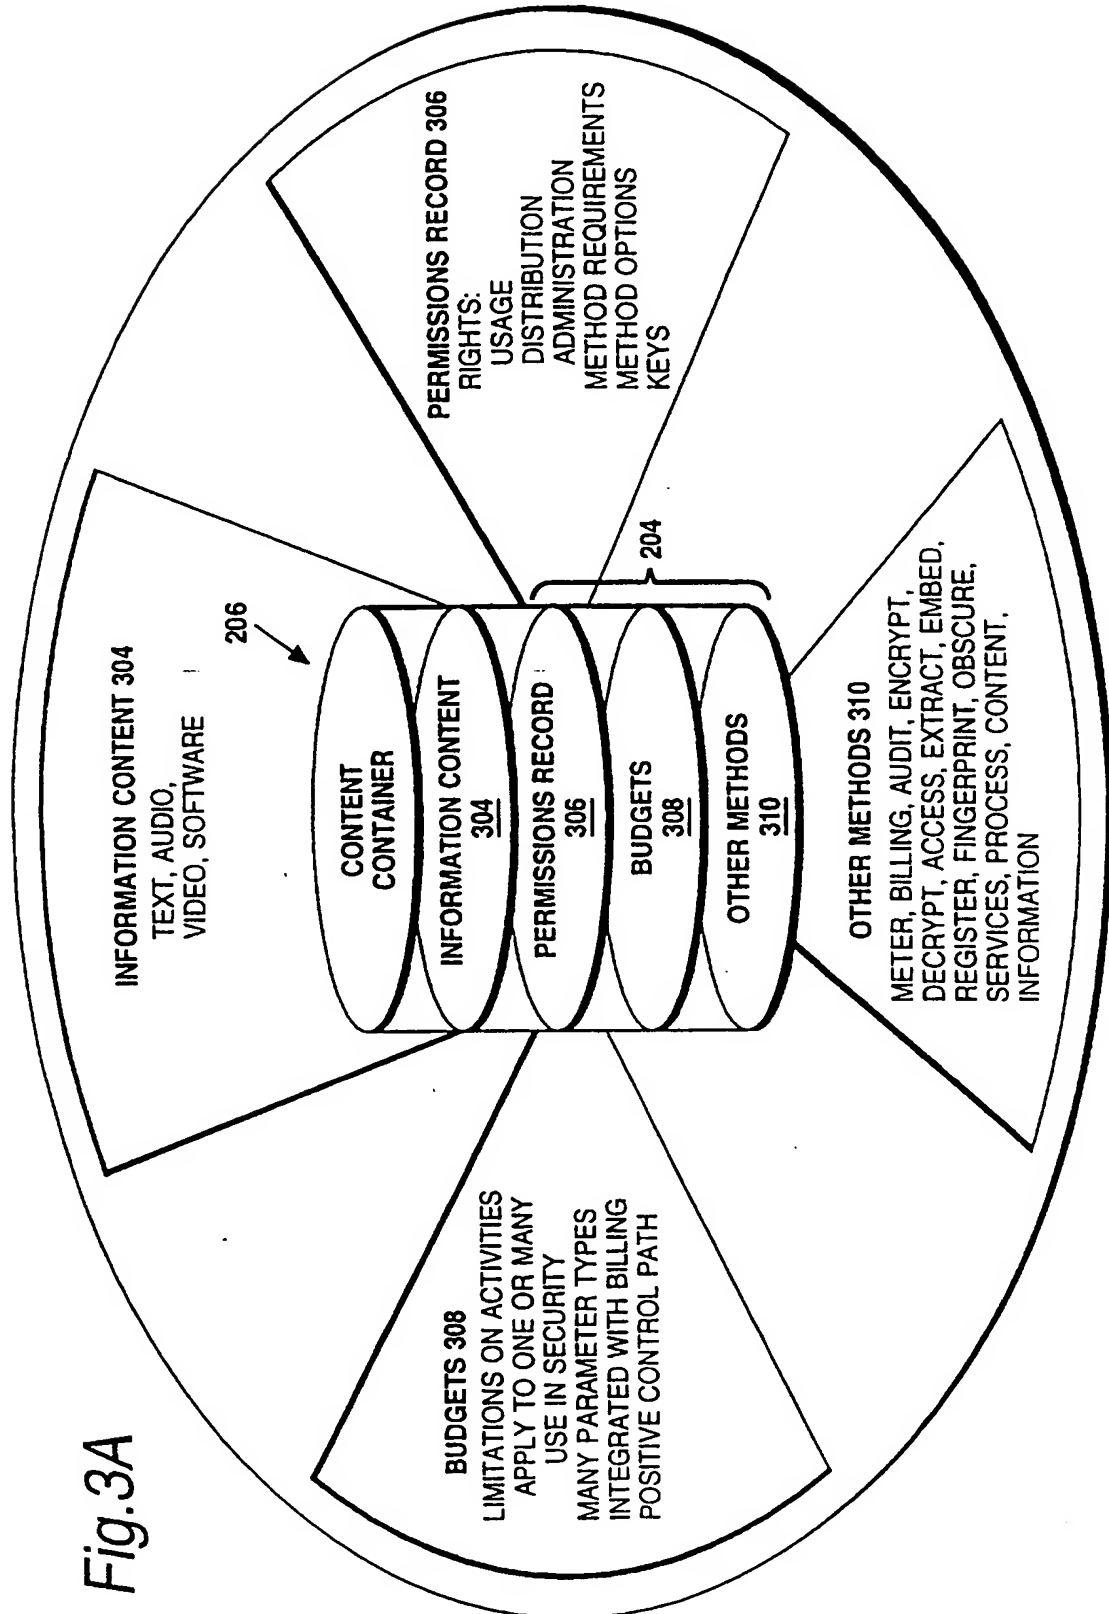 Fig.3A
INFORMATION CONTENT 304
TEXT, AUDIO,
VIDEO, SOFTWARE
206
PERMISSIONS RECORD 306
RIGHTS:
USAGE
DISTRIBUTION
ADMINISTRATION
METHOD REQUIREMENTS
METHOD OPTIONS
KEYS
CONTENT
CONTAINER
INFORMATION CONTENT
304
PERMISSIONS RECORD
306
BUDGETS
308
OTHER METHODS
310
204
BUDGETS 308
LIMITATIONS ON ACTIVITIES
APPLY TO ONE OR MANY
USE IN SECURITY
MANY PARAMETER TYPES
INTEGRATED WITH BILLING
POSITIVE CONTROL PATH
OTHER METHODS 310
METER, BILLING, AUDIT, ENCRYPT,
DECRYPT, ACCESS, EXTRACT, EMBED,
REGISTER, FINGERPRINT, OBSCURE,
SERVICES, PROCESS, CONTENT,
INFORMATION